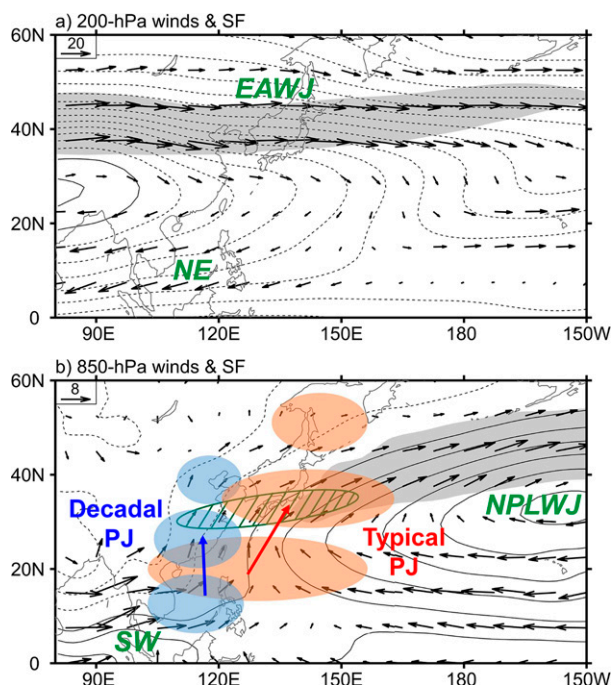 a) 200-hPa winds & SF
60N
20
EAWJ
40N
20N
NE
0
90E 120E 150E 180 150W
b) 850-hPa winds & SF
60N
8
40N
Decadal
PJ
NPLWJ
Typical
PJ
20N
SW
0
90E 120E 150E 180 150W